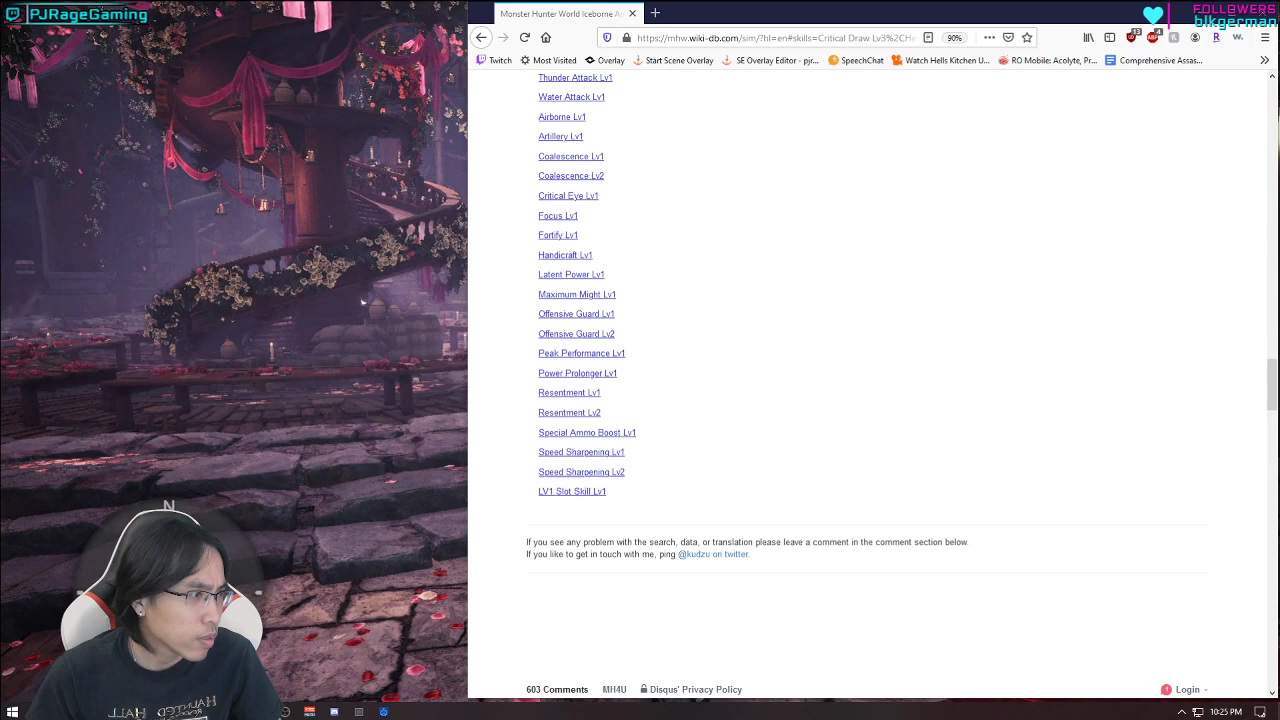 PJRageGaming
Monster Hunter World Iceborne Ar
FOLLOWERS
blkgerman
https://mhw.wiki-db.com/sim/?hl=en#skills=Critical Draw Lv3%2CH
90%
13
4
Twitch
Most Visited
Overlay
Start Scene Overlay
SE Overlay Editor - pjr...
SpeechChat
Watch Hells Kitchen U...
RO Mobile: Acolyte, Pr...
Comprehensive Assas...
Thunder Attack Lv1
Water Attack Lv1
Airborne Lv1
Artillery Lv1
Coalescence Lv1
Coalescence Lv2
Critical Eye Lv1
Focus Lv1
Fortify Lv1
Handicraft Lv1
Latent Power Lv1
Maximum Might Lv1
Offensive Guard Lv1
Offensive Guard Lv2
Peak Performance Lv1
Power Prolonger Lv1
Resentment Lv1
Resentment Lv2
Special Ammo Boost Lv1
Speed Sharpening Lv1
Speed Sharpening Lv2
LV1 Slot Skill Lv1
If you see any problem with the search, data, or translation please leave a comment in the comment section below.
If you like to get in touch with me, ping @kudzu on twitter.
603 Comments
MH4U
Disqus' Privacy Policy
1
Login
10:25 PM